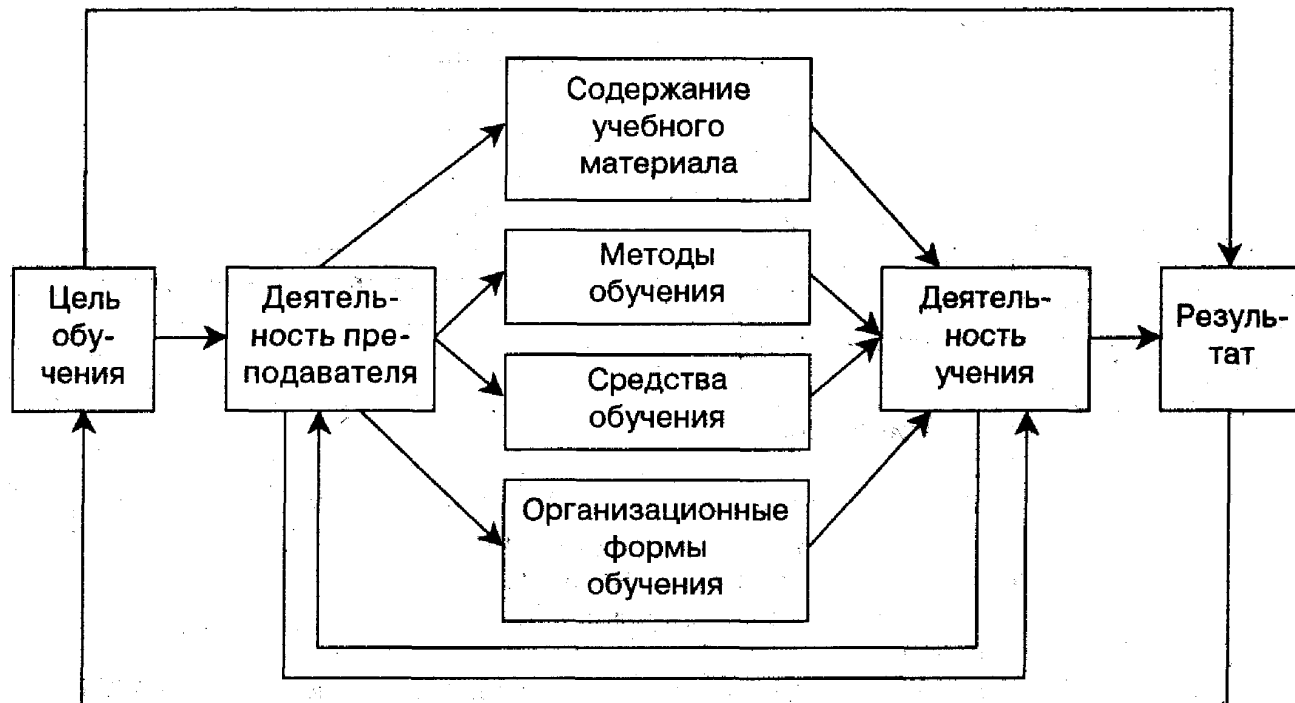 Содержание
учебного
материала
Цель
обу-
чения
Деятель-
ность пре-
подавателя
Методы
обучения
Средства
обучения
Организационные
формы
обучения
Деятель-
ность
учения
Резуль-
тат